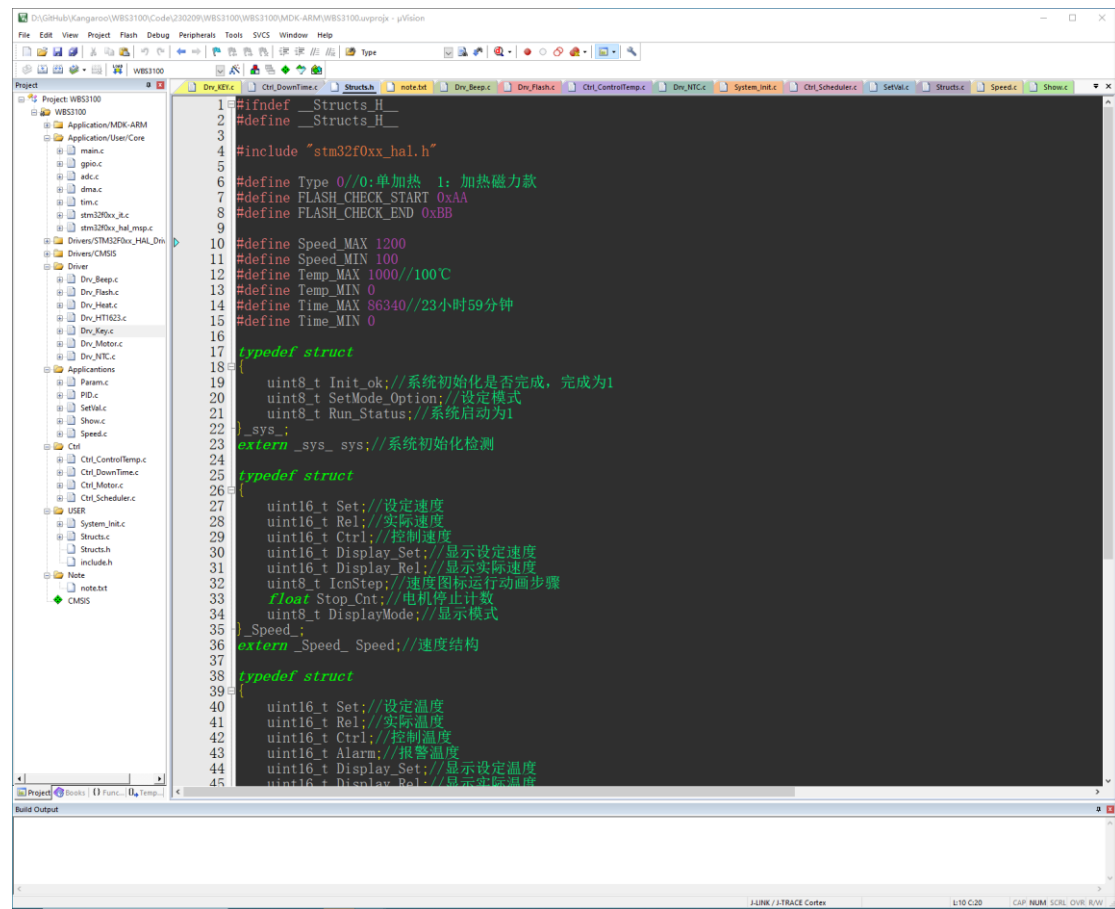 D:\GitHub\Kangaroo\WBS3100\Code\230209\WBS3100\WBS3100\MDK-ARM\WBS3100.uvprojx - µVision
File Edit View Project Flash Debug Peripherals Tools SVCS Window Help
Type
WBS3100
Project
Drv_KEY.c Ctrl_DownTime.c Structs.h note.txt Drv_Beep.c Drv_Flash.c Ctrl_ControlTemp.c Drv_NTC.c System_Init.c Ctrl_Scheduler.c SetVal.c Structs.c Speed.c Show.c
Project: WBS3100
WBS3100
Application/MDK-ARM
Application/User/Core
main.c
gpio.c
adc.c
dma.c
tim.c
stm32f0xx_it.c
stm32f0xx_hal_msp.c
Drivers/STM32F0xx_HAL_Driv
Drivers/CMSIS
Driver
Drv_Beep.c
Drv_Flash.c
Drv_Heat.c
Drv_HT1623.c
Drv_Key.c
Drv_Motor.c
Drv_NTC.c
Applicantions
Param.c
PID.c
SetVal.c
Show.c
Speed.c
Ctrl
Ctrl_ControlTemp.c
Ctrl_DownTime.c
Ctrl_Motor.c
Ctrl_Scheduler.c
USER
System_Init.c
Structs.c
Structs.h
include.h
Note
note.txt
CMSIS
1 #ifndef __Structs_H__
2 #define __Structs_H__
3
4 #include "stm32f0xx_hal.h"
5
6 #define Type 0//0:单加热 1: 加热磁力款
7 #define FLASH_CHECK_START 0xAA
8 #define FLASH_CHECK_END 0xBB
9
10 #define Speed_MAX 1200
11 #define Speed_MIN 100
12 #define Temp_MAX 1000//100℃
13 #define Temp_MIN 0
14 #define Time_MAX 86340//23小时59分钟
15 #define Time_MIN 0
16
17 typedef struct
18 {
19 uint8_t Init_ok;//系统初始化是否完成，完成为1
20 uint8_t SetMode_Option;//设定模式
21 uint8_t Run_Status;//系统启动为1
22 }_sys_;
23 extern _sys_ sys;//系统初始化检测
24
25 typedef struct
26 {
27 uint16_t Set;//设定速度
28 uint16_t Rel;//实际速度
29 uint16_t Ctrl;//控制速度
30 uint16_t Display_Set;//显示设定速度
31 uint16_t Display_Rel;//显示实际速度
32 uint8_t IcnStep;//速度图标运行动画步骤
33 float Stop_Cnt;//电机停止计数
34 uint8_t DisplayMode;//显示模式
35 }_Speed_;
36 extern _Speed_ Speed;//速度结构
37
38 typedef struct
39 {
40 uint16_t Set;//设定温度
41 uint16_t Rel;//实际温度
42 uint16_t Ctrl;//控制温度
43 uint16_t Alarm;//报警温度
44 uint16_t Display_Set;//显示设定温度
45 uint16_t Display_Rel;//显示实际温度
Project Books {} Func... 0 Temp...
Build Output
J-LINK / J-TRACE Cortex L:10 C:20 CAP NUM SCRL OVR R/W